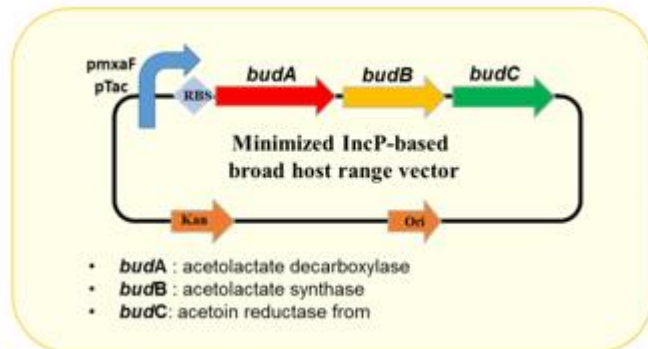 pmxaF
pTac
RBS
budA
budB
budC
Minimized IncP-based
broad host range vector
Kan
Ori
• budA : acetolactate decarboxylase
• budB : acetolactate synthase
• budC: acetoin reductase from